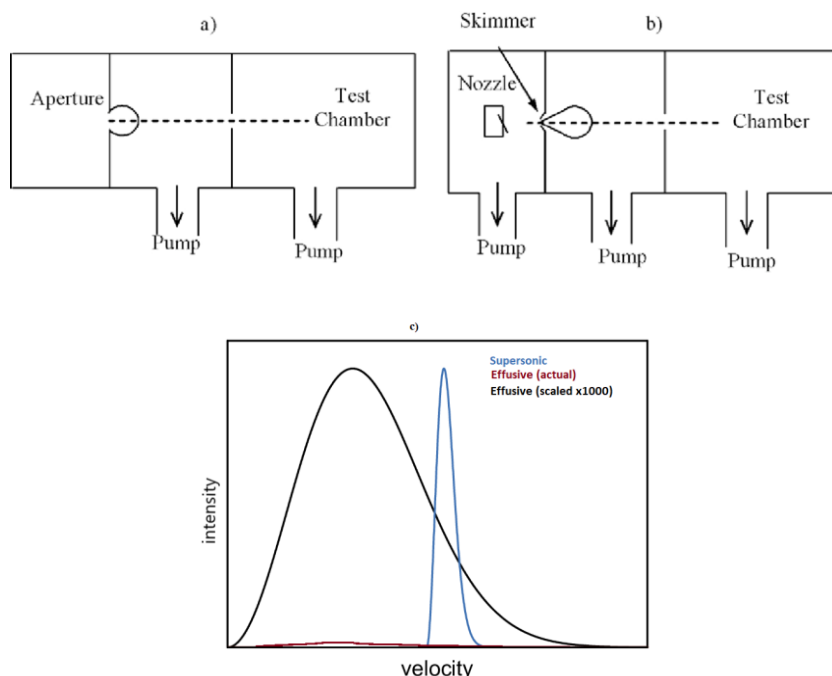 a)
Aperture
Test
Chamber
Pump
Pump
b)
Skimmer
Nozzle
Test
Chamber
Pump
Pump
Pump
c)
Supersonic
Effusive (actual)
Effusive (scaled x1000)
intensity
velocity